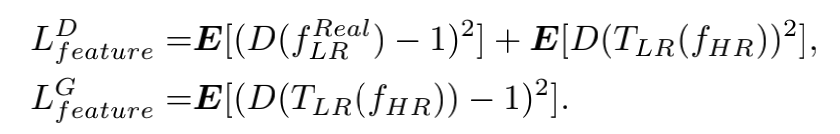 L^D_{feature} = E[(D(f^{Real}_{LR}) − 1)^2] + E[D(T_{LR}(f_{HR}))^2],
L^G_{feature} = E[(D(T_{LR}(f_{HR})) − 1)^2].